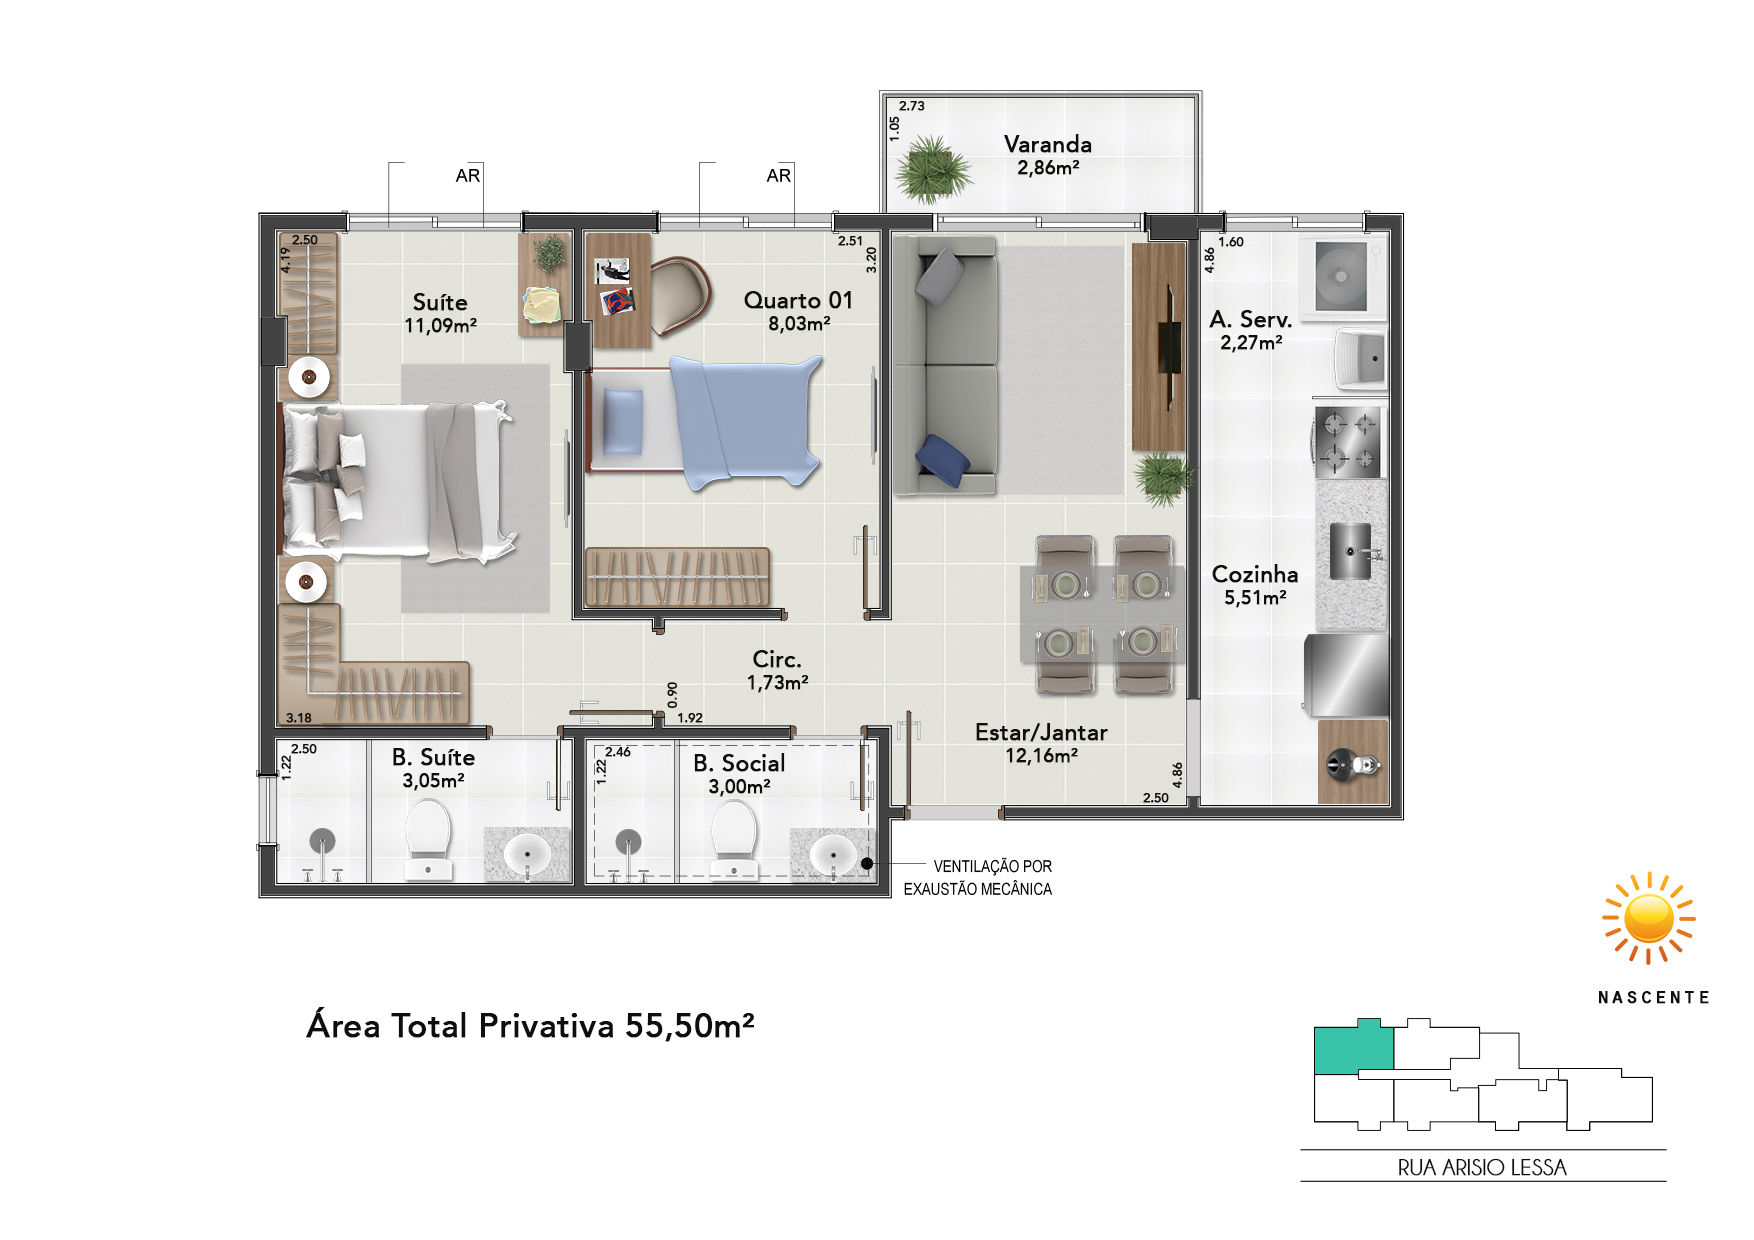 2.73
1.05
Varanda
2,86m²
AR
AR
2.50
4.19
Suíte
11,09m²
2.51
3.20
Quarto 01
8,03m²
1.60
4.86
A. Serv.
2,27m²
Cozinha
5,51m²
Circ.
1,73m²
0.90
1.92
3.18
Estar/Jantar
12,16m²
4.86
2.50
2.50
1.22
B. Suíte
3,05m²
2.46
1.22
B. Social
3,00m²
VENTILAÇÃO POR
EXAUSTÃO MECÂNICA
NASCENTE
Área Total Privativa 55,50m²
RUA ARISIO LESSA